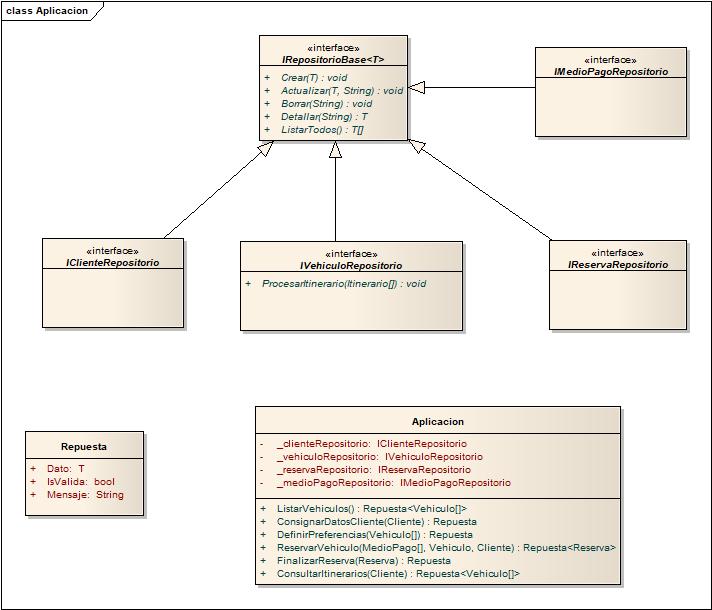 class Aplicacion
«interface»
IRepositorioBase<T>
+ Crear(T) : void
+ Actualizar(T, String) : void
+ Borrar(String) : void
+ Detallar(String) : T
+ ListarTodos() : T[]
«interface»
IMedioPagoRepositorio
«interface»
IClienteRepositorio
«interface»
IVehiculoRepositorio
+ ProcesarItinerario(Itinerario[]) : void
«interface»
IReservaRepositorio
Repuesta
+ Dato: T
+ IsValida: bool
+ Mensaje: String
Aplicacion
- _clienteRepositorio: IClienteRepositorio
- _vehiculoRepositorio: IVehiculoRepositorio
- _reservaRepositorio: IReservaRepositorio
- _medioPagoRepositorio: IMedioPagoRepositorio
+ ListarVehiculos() : Repuesta<Vehiculo[]>
+ ConsignarDatosCliente(Cliente) : Repuesta
+ DefinirPreferencias(Vehiculo[]) : Repuesta
+ ReservarVehiculo(MedioPago[], Vehiculo, Cliente) : Repuesta<Reserva>
+ FinalizarReserva(Reserva) : Repuesta
+ ConsultarItinerarios(Cliente) : Repuesta<Vehiculo[]>